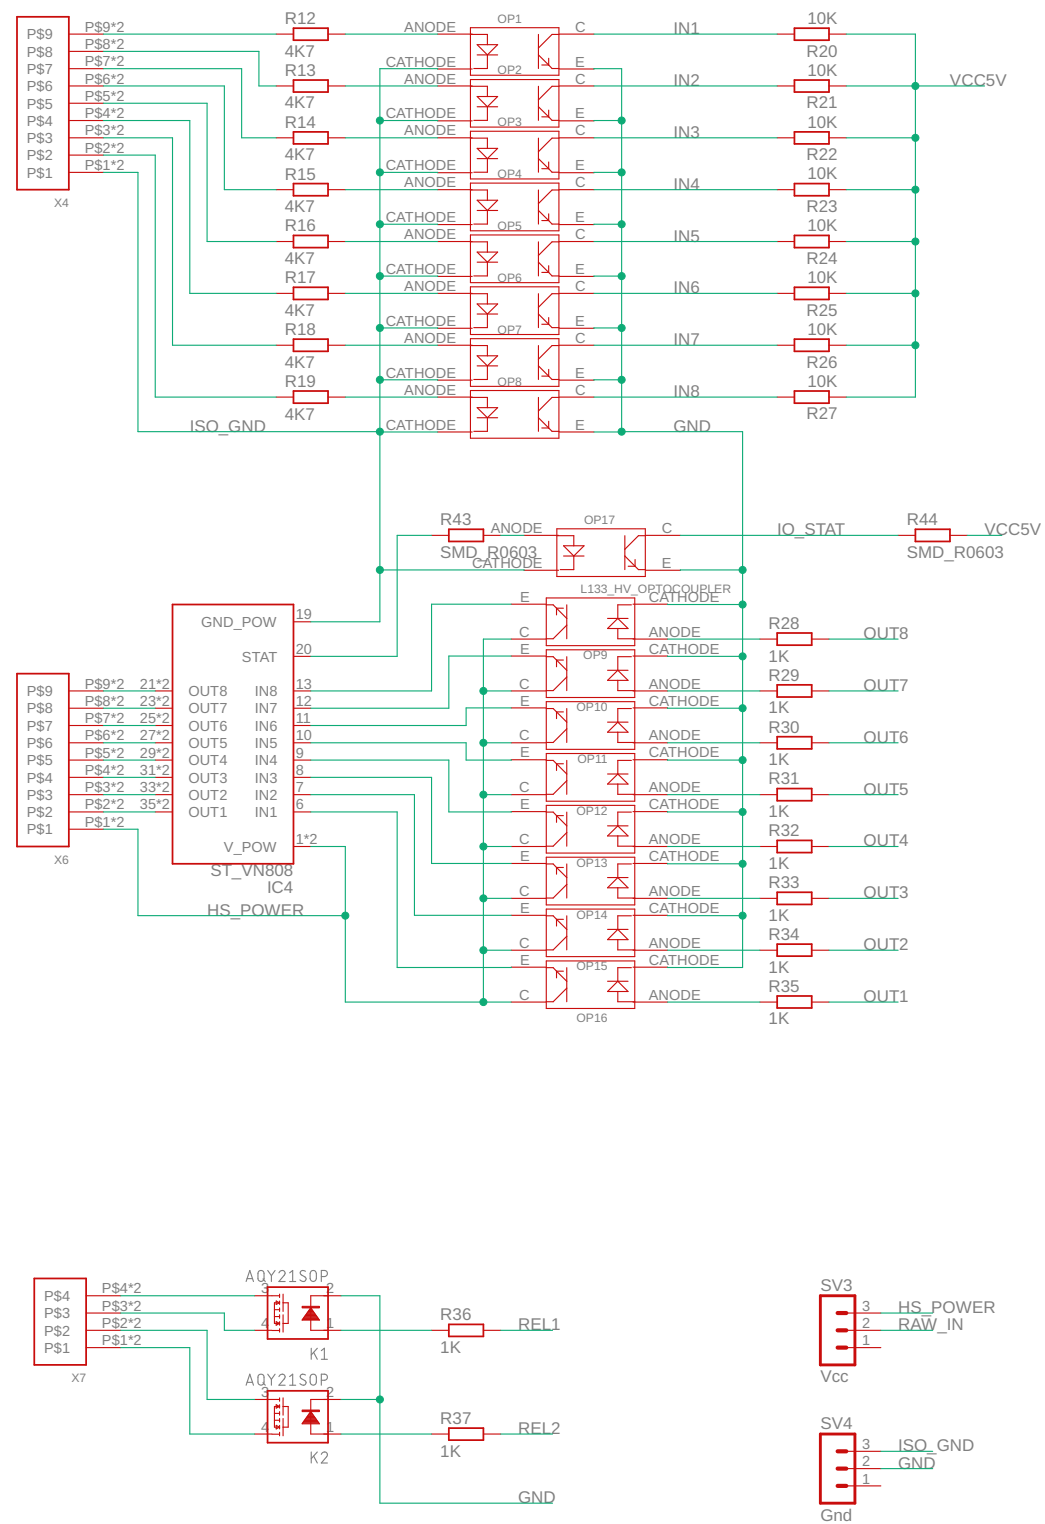 P$9 P$9*2 R12 4K7 ANODE OP1 C IN1 10K R20
P$8 P$8*2 CATHODE E
P$7 P$7*2 R13 4K7 ANODE OP2 C IN2 10K R21 VCC5V
P$6 P$6*2 CATHODE E
P$5 P$5*2 R14 4K7 ANODE OP3 C IN3 10K R22
P$4 P$4*2 CATHODE E
P$3 P$3*2 R15 4K7 ANODE OP4 C IN4 10K R23
P$2 P$2*2 CATHODE E
P$1 P$1*2 R16 4K7 ANODE OP5 C IN5 10K R24
X4 CATHODE E
R17 4K7 ANODE OP6 C IN6 10K R25
CATHODE E
R18 4K7 ANODE OP7 C IN7 10K R26
CATHODE E
R19 4K7 ANODE OP8 C IN8 10K R27
ISO_GND CATHODE E GND
R43 SMD_R0603 ANODE OP17 C IO_STAT R44 SMD_R0603 VCC5V
CATHODE E
L133_HV_OPTOCOUPLER
GND_POW 19
STAT 20
P$9 P$9*2 21*2 OUT8 IN8 13
P$8 P$8*2 23*2 OUT7 IN7 12
P$7 P$7*2 25*2 OUT6 IN6 11
P$6 P$6*2 27*2 OUT5 IN5 10
P$5 P$5*2 29*2 OUT4 IN4 9
P$4 P$4*2 31*2 OUT3 IN3 8
P$3 P$3*2 33*2 OUT2 IN2 7
P$2 P$2*2 35*2 OUT1 IN1 6
P$1 P$1*2
V_POW 1*2
X6
ST_VN808
IC4
HS_POWER
E CATHODE
C ANODE R28 1K OUT8
OP9
E CATHODE
C ANODE R29 1K OUT7
OP10
E CATHODE
C ANODE R30 1K OUT6
OP11
E CATHODE
C ANODE R31 1K OUT5
OP12
E CATHODE
C ANODE R32 1K OUT4
OP13
E CATHODE
C ANODE R33 1K OUT3
OP14
E CATHODE
C ANODE R34 1K OUT2
OP15
E CATHODE
C ANODE R35 1K OUT1
OP16
AQY21SOP
P$4 P$4*2 3 2
P$3 P$3*2 4 1 R36 1K REL1
P$2 P$2*2 K1
P$1 P$1*2
X7
AQY21SOP
3 2
4 1 R37 1K REL2
K2
GND
SV3
3 HS_POWER
2 RAW_IN
1
Vcc
SV4
3 ISO_GND
2 GND
1
Gnd